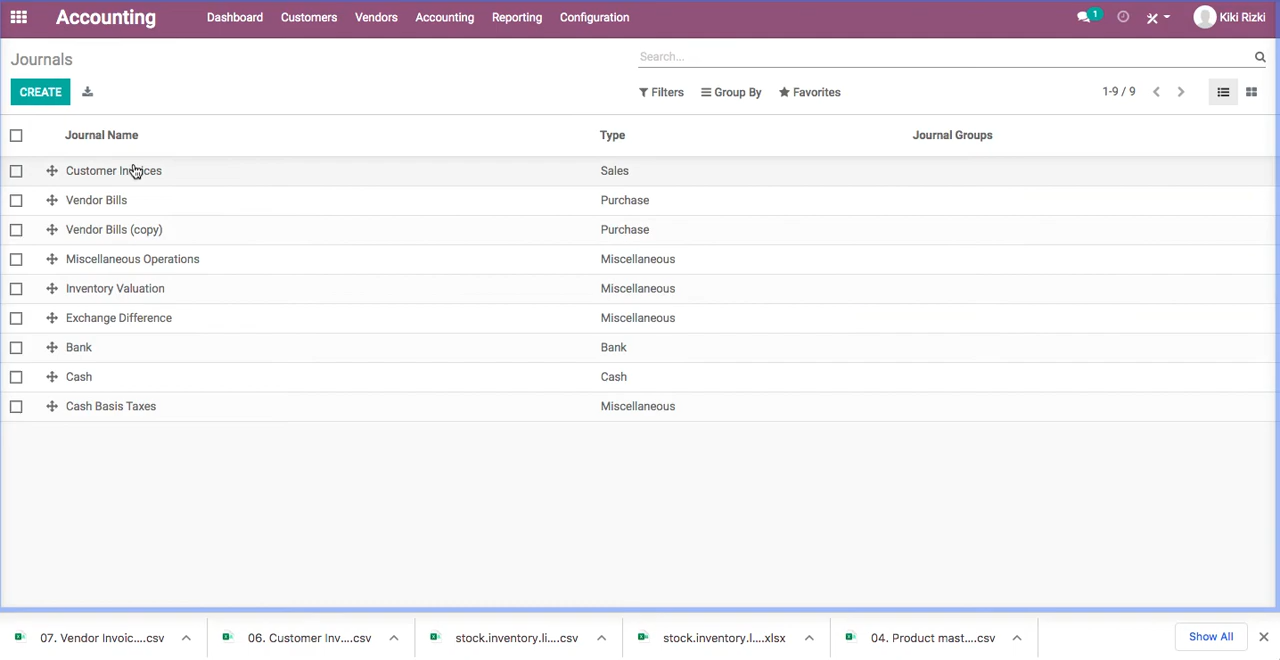 Accounting Dashboard Customers Vendors Accounting Reporting Configuration 1 Kiki Rizki
Journals Search...
CREATE Filters Group By Favorites 1-9 / 9
Journal Name Type Journal Groups
Customer Invoices Sales
Vendor Bills Purchase
Vendor Bills (copy) Purchase
Miscellaneous Operations Miscellaneous
Inventory Valuation Miscellaneous
Exchange Difference Miscellaneous
Bank Bank
Cash Cash
Cash Basis Taxes Miscellaneous
07. Vendor Invoic....csv 06. Customer Inv....csv stock.inventory.li....csv stock.inventory.l....xlsx 04. Product mast....csv Show All